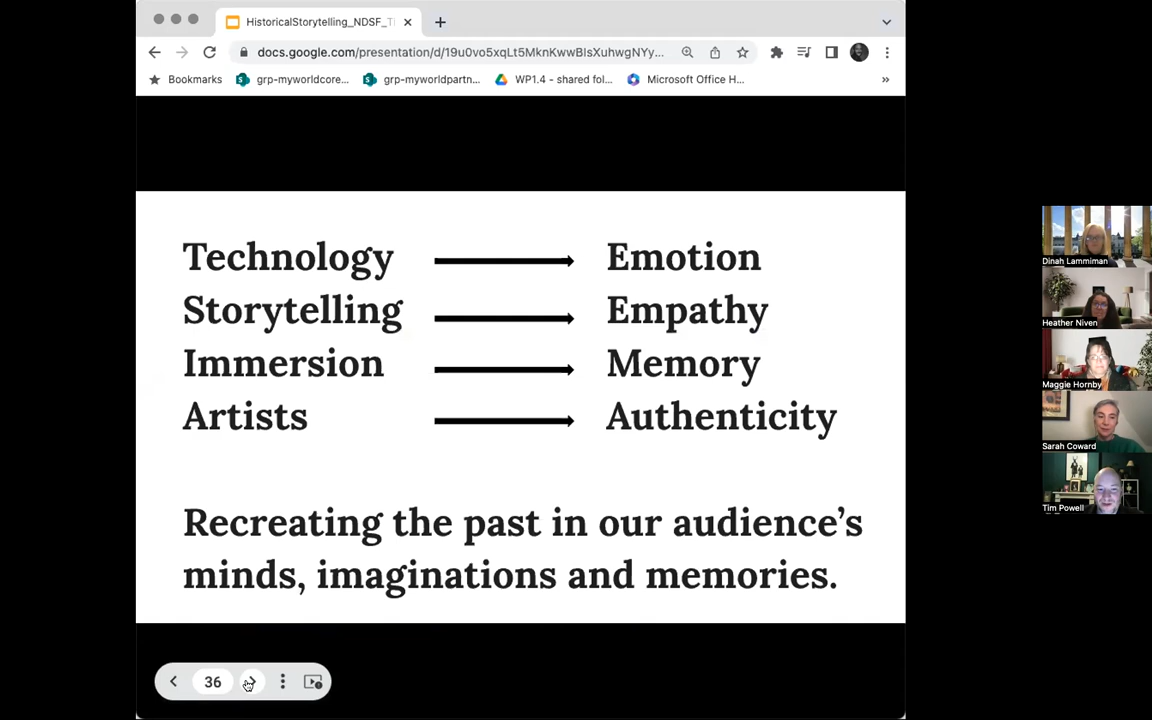 HistoricalStorytelling_NDSF_T
docs.google.com/presentation/d/19u0vo5xqLt5MknKwwBlsXuhwgNYy...
Bookmarks
grp-myworldcore...
grp-myworldpartn...
WP1.4 - shared fol...
Microsoft Office H...
Technology Emotion
Storytelling Empathy
Immersion Memory
Artists Authenticity
Recreating the past in our audience's
minds, imaginations and memories.
36
Dinah Lammiman
Heather Niven
Maggie Hornby
Sarah Coward
Tim Powell